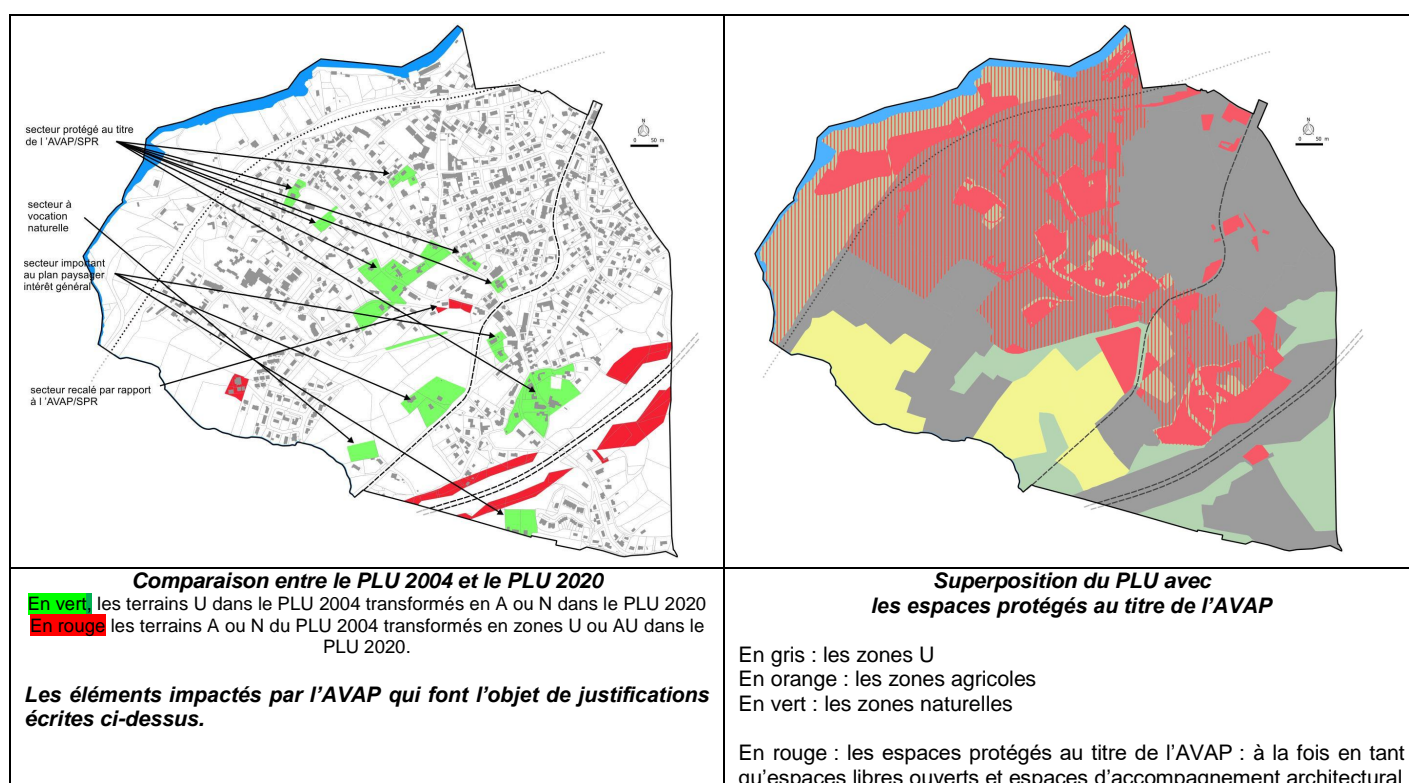 secteur protégé au titre
de l 'AVAP/SPR
secteur à
vocation
naturelle
secteur important
au plan paysager
intérêt général
secteur recalé par rapport
à l 'AVAP/SPR
N
0 50 m
N
0 50 m
Comparaison entre le PLU 2004 et le PLU 2020
En vert, les terrains U dans le PLU 2004 transformés en A ou N dans le PLU 2020
En rouge les terrains A ou N du PLU 2004 transformés en zones U ou AU dans le
PLU 2020.
Les éléments impactés par l'AVAP qui font l'objet de justifications
écrites ci-dessus.
Superposition du PLU avec
les espaces protégés au titre de l'AVAP
En gris : les zones U
En orange : les zones agricoles
En vert : les zones naturelles
En rouge : les espaces protégés au titre de l'AVAP : à la fois en tant
qu'espaces libres ouverts et espaces d'accompagnement architectural